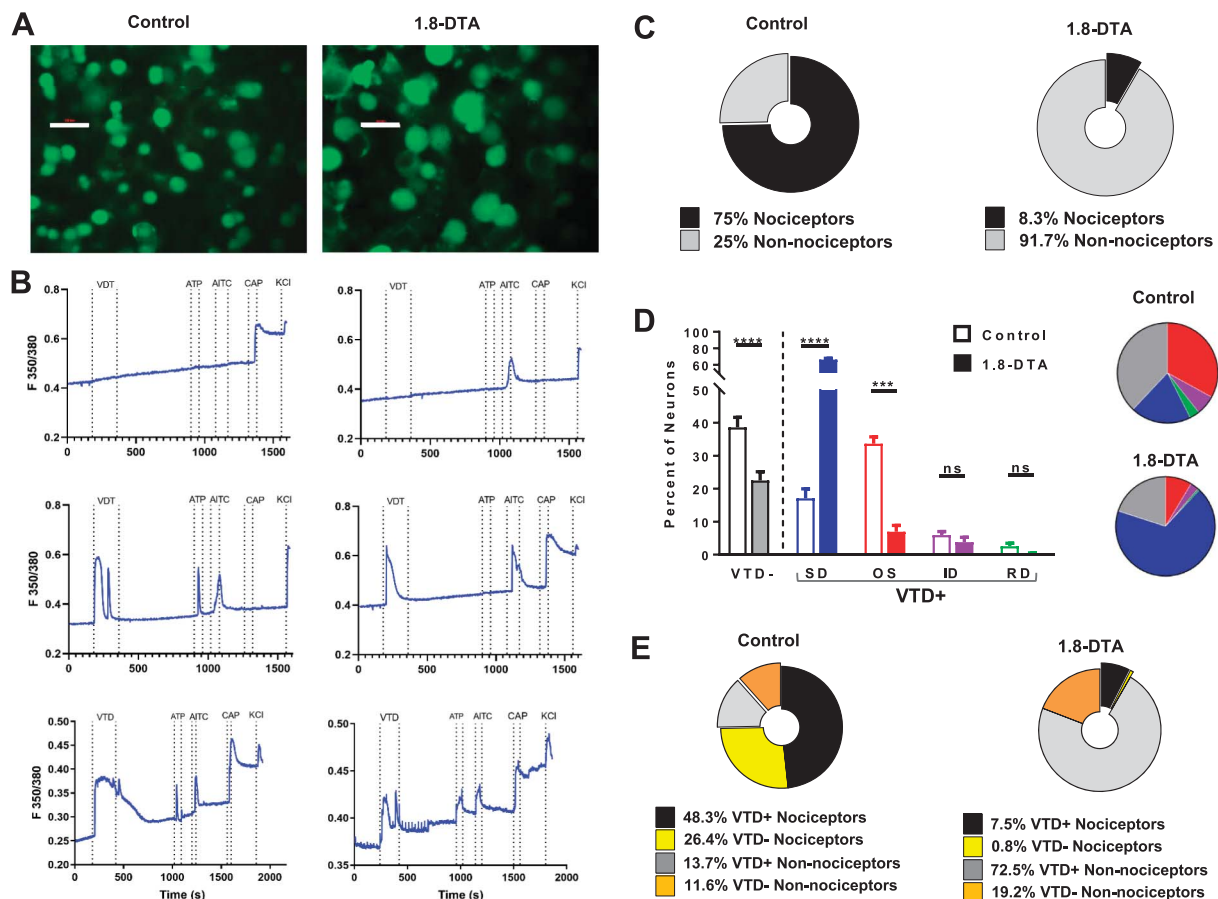 A
Control
1.8-DTA
B
VDT
ATP
AITC
CAP
KCI
F 350/380
0.8
0.6
0.4
0.2
0
500
1000
1500
VDT
ATP
AITC
CAP
KCI
0.8
0.6
0.4
0.2
0
500
1000
1500
VDT
ATP
AITC
CAP
KCI
F 350/380
0.8
0.6
0.4
0.2
0
500
1000
1500
VDT
ATP
AITC
CAP
KCI
0.8
0.6
0.4
0.2
0
500
1000
1500
VTD
ATP
AITC
CAP
KCI
F 350/380
0.50
0.45
0.40
0.35
0.30
0.25
0.20
0
500
1000
1500
2000
Time (s)
VTD
ATP
AITC
CAP
KCI
0.50
0.45
0.40
0.35
0
500
1000
1500
2000
Time (s)
C
Control
1.8-DTA
75% Nociceptors
25% Non-nociceptors
8.3% Nociceptors
91.7% Non-nociceptors
D
Percent of Neurons
100
80
60
50
40
30
20
10
0
****
****
***
ns
ns
Control
1.8-DTA
VTD-
SD
OS
ID
RD
VTD+
Control
1.8-DTA
E
Control
1.8-DTA
48.3% VTD+ Nociceptors
26.4% VTD- Nociceptors
13.7% VTD+ Non-nociceptors
11.6% VTD- Non-nociceptors
7.5% VTD+ Nociceptors
0.8% VTD- Nociceptors
72.5% VTD+ Non-nociceptors
19.2% VTD- Non-nociceptors